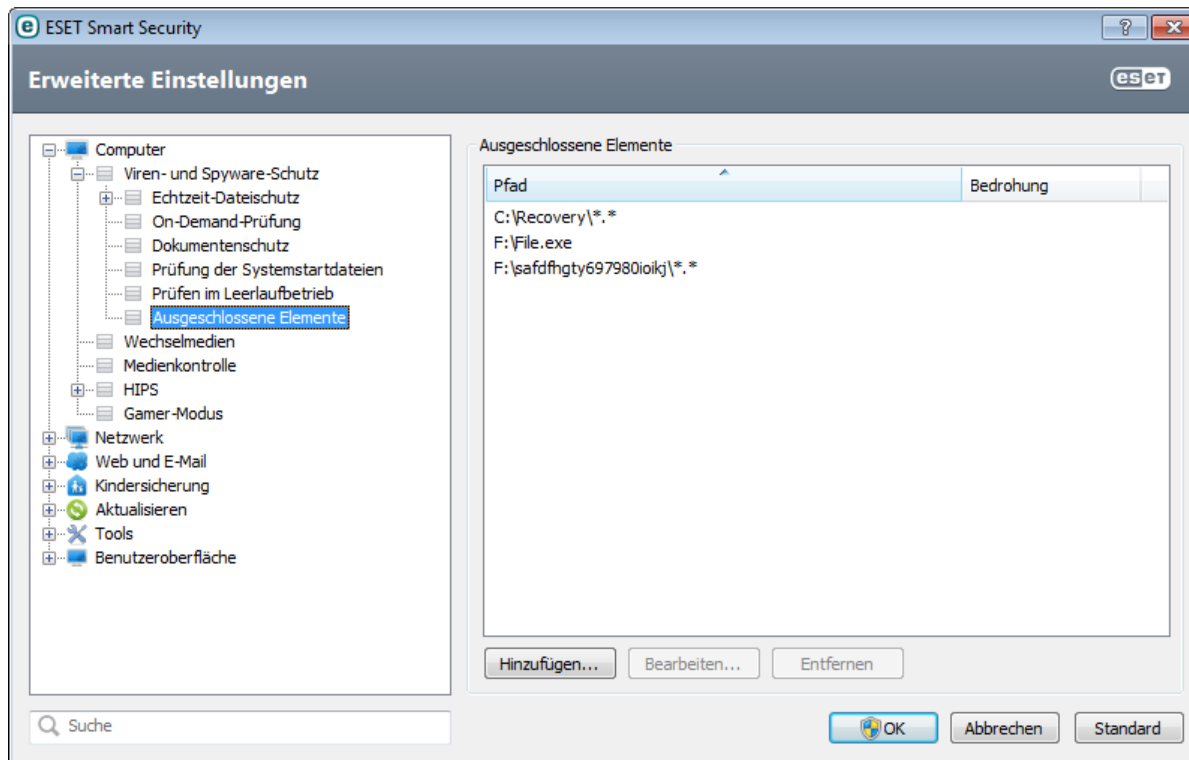 ESET Smart Security
Erweiterte Einstellungen
eseT
Computer
Viren- und Spyware-Schutz
Echtzeit-Dateischutz
On-Demand-Prüfung
Dokumentenschutz
Prüfung der Systemstartdateien
Prüfen im Leerlaufbetrieb
Ausgeschlossene Elemente
Wechselmedien
Medienkontrolle
HIPS
Gamer-Modus
Netzwerk
Web und E-Mail
Kindersicherung
Aktualisieren
Tools
Benutzeroberfläche
Suche
Ausgeschlossene Elemente
Pfad Bedrohung
C:\Recovery\*.*
F:\File.exe
F:\safdfhgty697980ioikj\*.*
Hinzufügen... Bearbeiten... Entfernen
OK Abbrechen Standard